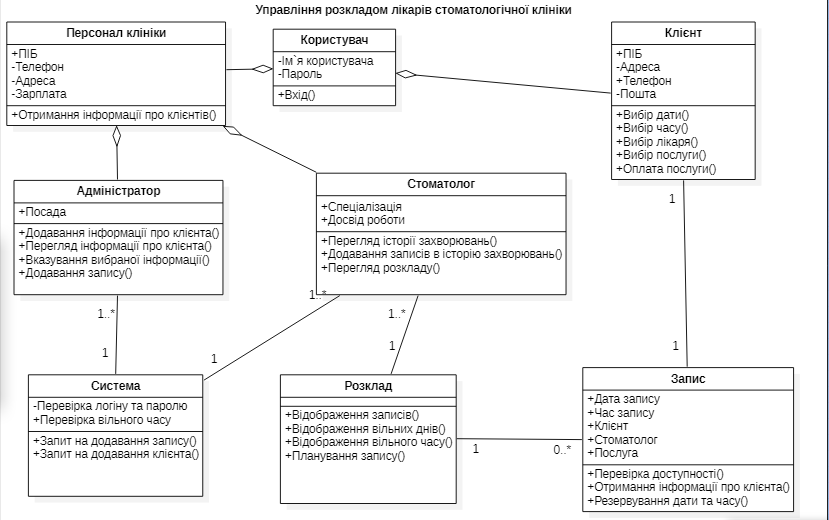 Управління розкладом лікарів стоматологічної клініки
Персонал клініки
+ПІБ
-Телефон
-Адреса
-Зарплата
+Отримання інформації про клієнтів()
Користувач
-Ім`я користувача
-Пароль
+Вхід()
Клієнт
+ПІБ
-Адреса
+Телефон
-Пошта
+Вибір дати()
+Вибір часу()
+Вибір лікаря()
+Вибір послуги()
+Оплата послуги()
Адміністратор
+Посада
+Додавання інформації про клієнта()
+Перегляд інформації про клієнта()
+Вказування вибраної інформації()
+Додавання запису()
Стоматолог
+Спеціалізація
+Досвід роботи
+Перегляд історії захворювань()
+Додавання записів в історію захворювань()
+Перегляд розкладу()
1
1..*
1..*
1..*
1
1
1
1
Система
-Перевірка логіну та паролю
+Перевірка вільного часу
+Запит на додавання запису()
+Запит на додавання клієнта()
Розклад
+Відображення записів()
+Відображення вільних днів()
+Відображення вільного часу()
+Планування запису()
1
0..*
Запис
+Дата запису
+Час запису
+Клієнт
+Стоматолог
+Послуга
+Перевірка доступності()
+Отримання інформації про клієнта()
+Резервування дати та часу()